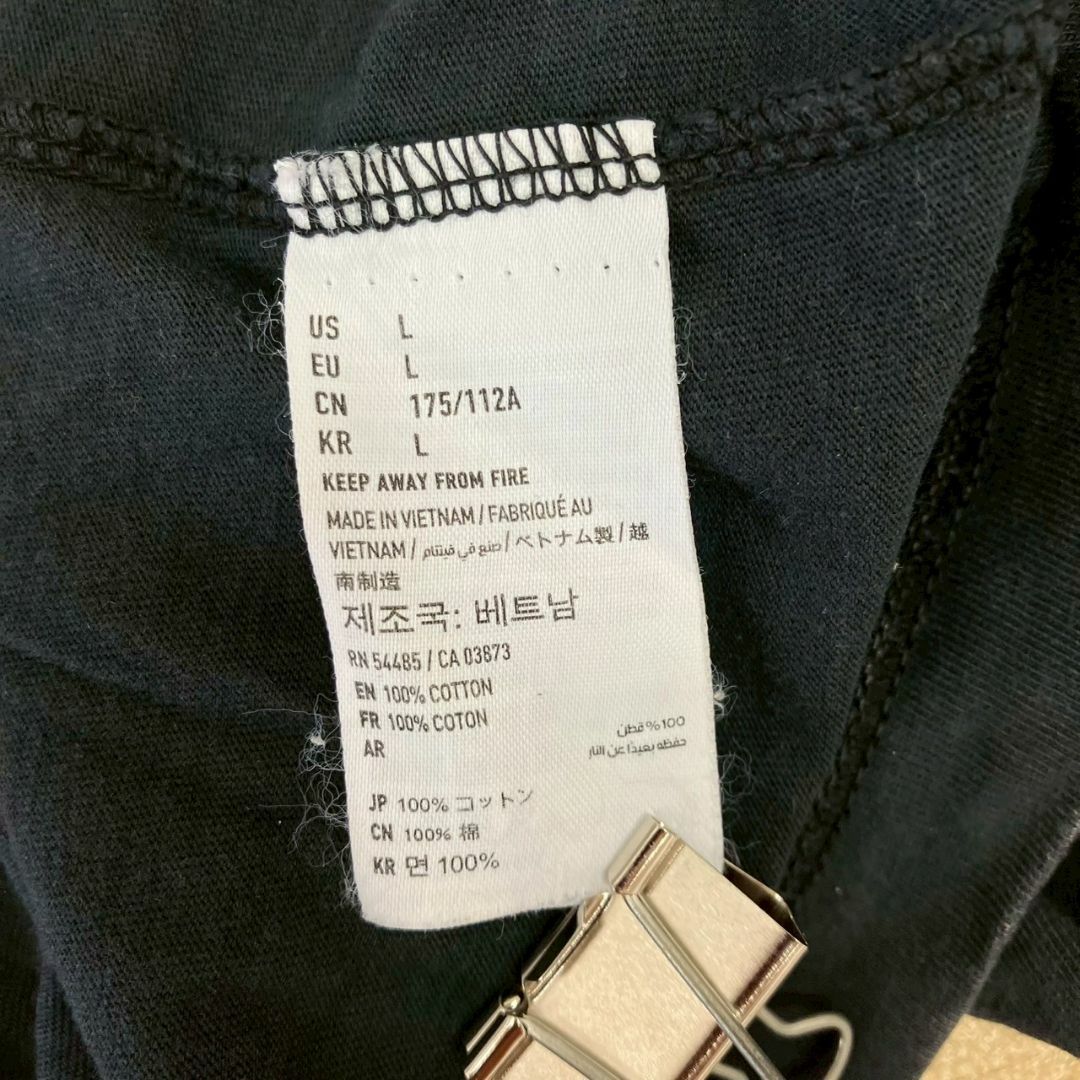 US L
EU L
CN 175/112A
KR L
KEEP AWAY FROM FIRE
MADE IN VIETNAM / FABRIQUÉ AU
VIETNAM / صنع في فيتنام / ベトナム製 / 越
南制造
제조국: 베트남
RN 54485 / CA 03873
EN 100% COTTON
FR 100% COTON
AR 100% قطن
حفظه بعيدًا عن النار
JP 100% コットン
CN 100% 棉
KR 면 100%